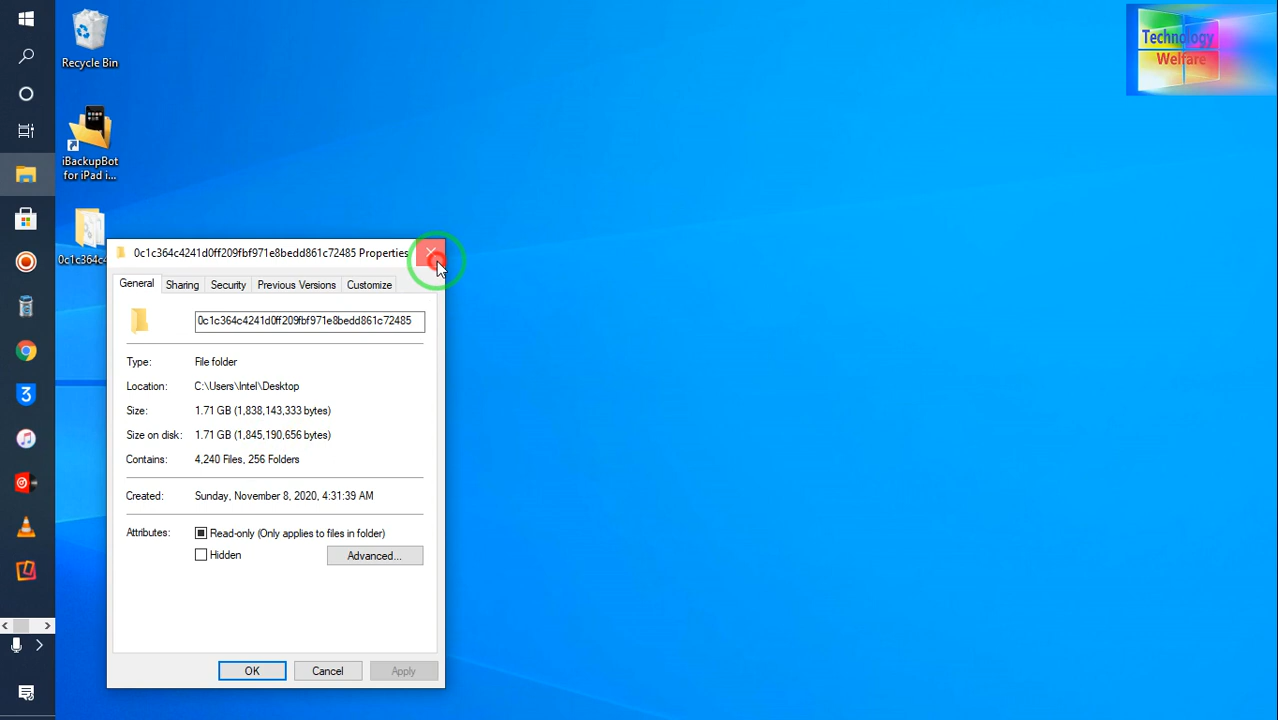 Recycle Bin
iBackupBot
for iPad i...
0c1c364c4
Technology
Welfare
0c1c364c4241d0ff209fbf971e8bedd861c72485 Properties
General
Sharing
Security
Previous Versions
Customize
0c1c364c4241d0ff209fbf971e8bedd861c72485
Type: File folder
Location: C:\Users\Intel\Desktop
Size: 1.71 GB (1,838,143,333 bytes)
Size on disk: 1.71 GB (1,845,190,656 bytes)
Contains: 4,240 Files, 256 Folders
Created: Sunday, November 8, 2020, 4:31:39 AM
Attributes: Read-only (Only applies to files in folder)
Hidden
Advanced...
OK
Cancel
Apply
3